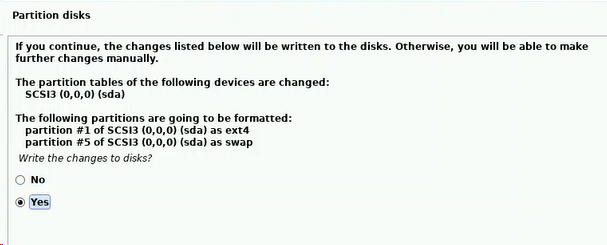 Partition disks
If you continue, the changes listed below will be written to the disks. Otherwise, you will be able to make
further changes manually.
The partition tables of the following devices are changed:
SCSI3 (0,0,0) (sda)
The following partitions are going to be formatted:
partition #1 of SCSI3 (0,0,0) (sda) as ext4
partition #5 of SCSI3 (0,0,0) (sda) as swap
Write the changes to disks?
No
Yes